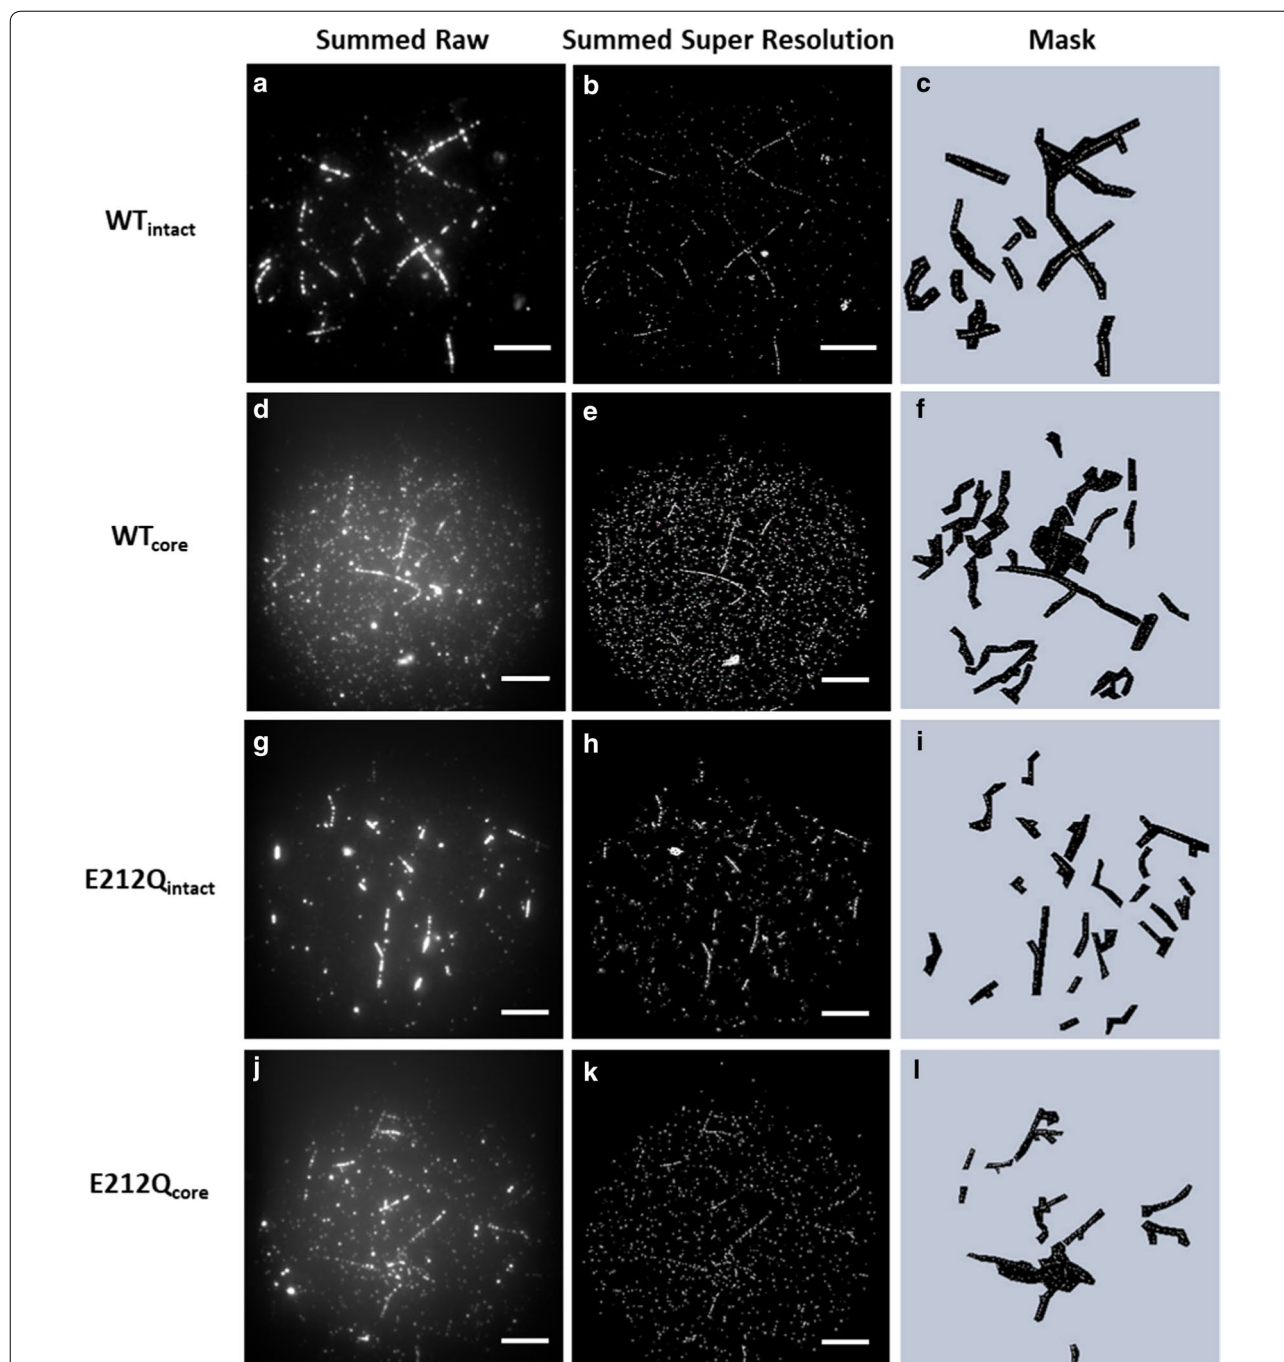 Summed Raw Summed Super Resolution Mask
a b c
WTintact
d e f
WTcore
g h i
E212Qintact
j k l
E212Qcore